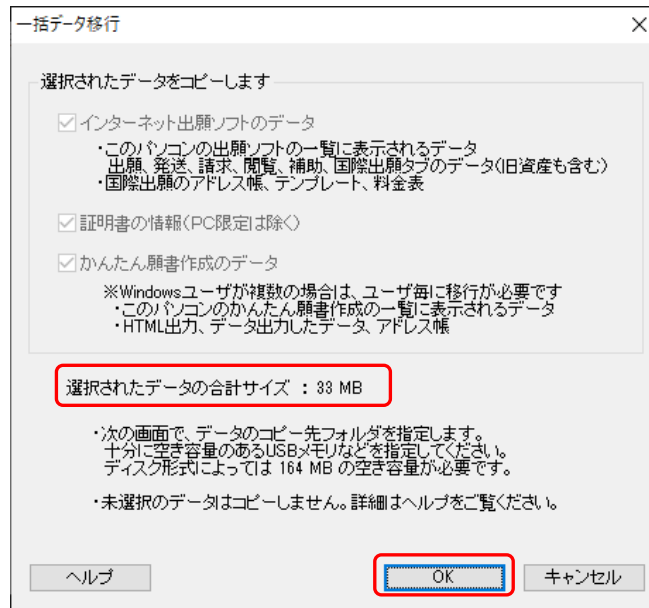 一括データ移行
選択されたデータをコピーします
インターネット出願ソフトのデータ
・このパソコンの出願ソフトの一覧に表示されるデータ
出願、発送、請求、閲覧、補助、国際出願タブのデータ(旧資産も含む)
・国際出願のアドレス帳、テンプレート、料金表
証明書の情報(PC限定は除く)
かんたん願書作成のデータ
※Windowsユーザが複数の場合は、ユーザ毎に移行が必要です
・このパソコンのかんたん願書作成の一覧に表示されるデータ
・HTML出力、データ出力したデータ、アドレス帳
選択されたデータの合計サイズ : 33 MB
・次の画面で、データのコピー先フォルダを指定します。
十分に空き容量のあるUSBメモリなどを指定してください。
ディスク形式によっては 164 MB の空き容量が必要です。
・未選択のデータはコピーしません。詳細はヘルプをご覧ください。
ヘルプ OK キャンセル